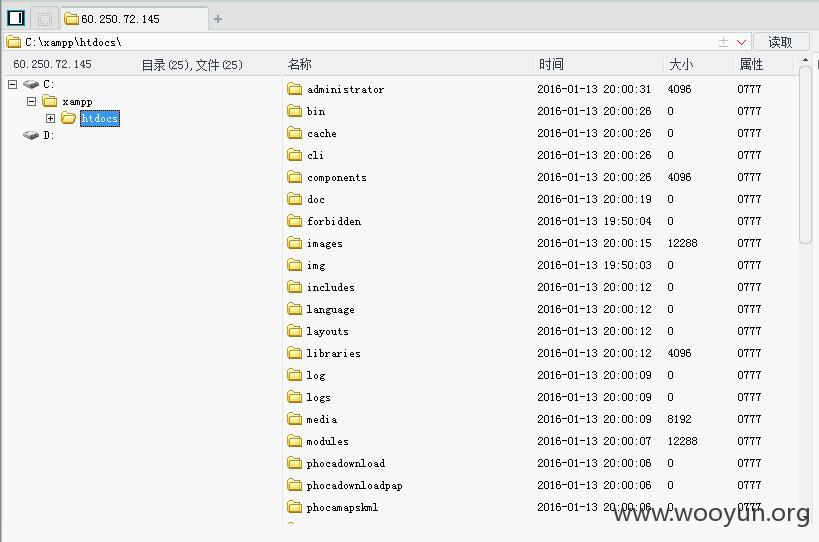 60.250.72.145
C:\xampp\htdocs\ 读取
60.250.72.145 目录(25),文件(25) 名称 时间 大小 属性
C:
xampp
htdocs
D:
administrator 2016-01-13 20:00:31 4096 0777
bin 2016-01-13 20:00:26 0 0777
cache 2016-01-13 20:00:26 0 0777
cli 2016-01-13 20:00:26 0 0777
components 2016-01-13 20:00:26 4096 0777
doc 2016-01-13 20:00:19 0 0777
forbidden 2016-01-13 19:50:04 0 0777
images 2016-01-13 20:00:15 12288 0777
img 2016-01-13 19:50:03 0 0777
includes 2016-01-13 20:00:12 0 0777
language 2016-01-13 20:00:12 0 0777
layouts 2016-01-13 20:00:12 0 0777
libraries 2016-01-13 20:00:12 4096 0777
log 2016-01-13 20:00:09 0 0777
logs 2016-01-13 20:00:09 0 0777
media 2016-01-13 20:00:09 8192 0777
modules 2016-01-13 20:00:07 12288 0777
phocadownload 2016-01-13 20:00:06 0 0777
phocadownloadpap 2016-01-13 20:00:06 0 0777
phocamapskml 2016-01-13 20:00:06 0 0777
www.wooyun.org